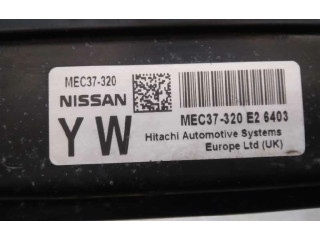 MEC37-320
NISSAN
YW
MEC37-320 E2 6403
Hitachi Automotive Systems
Europe Ltd (UK)